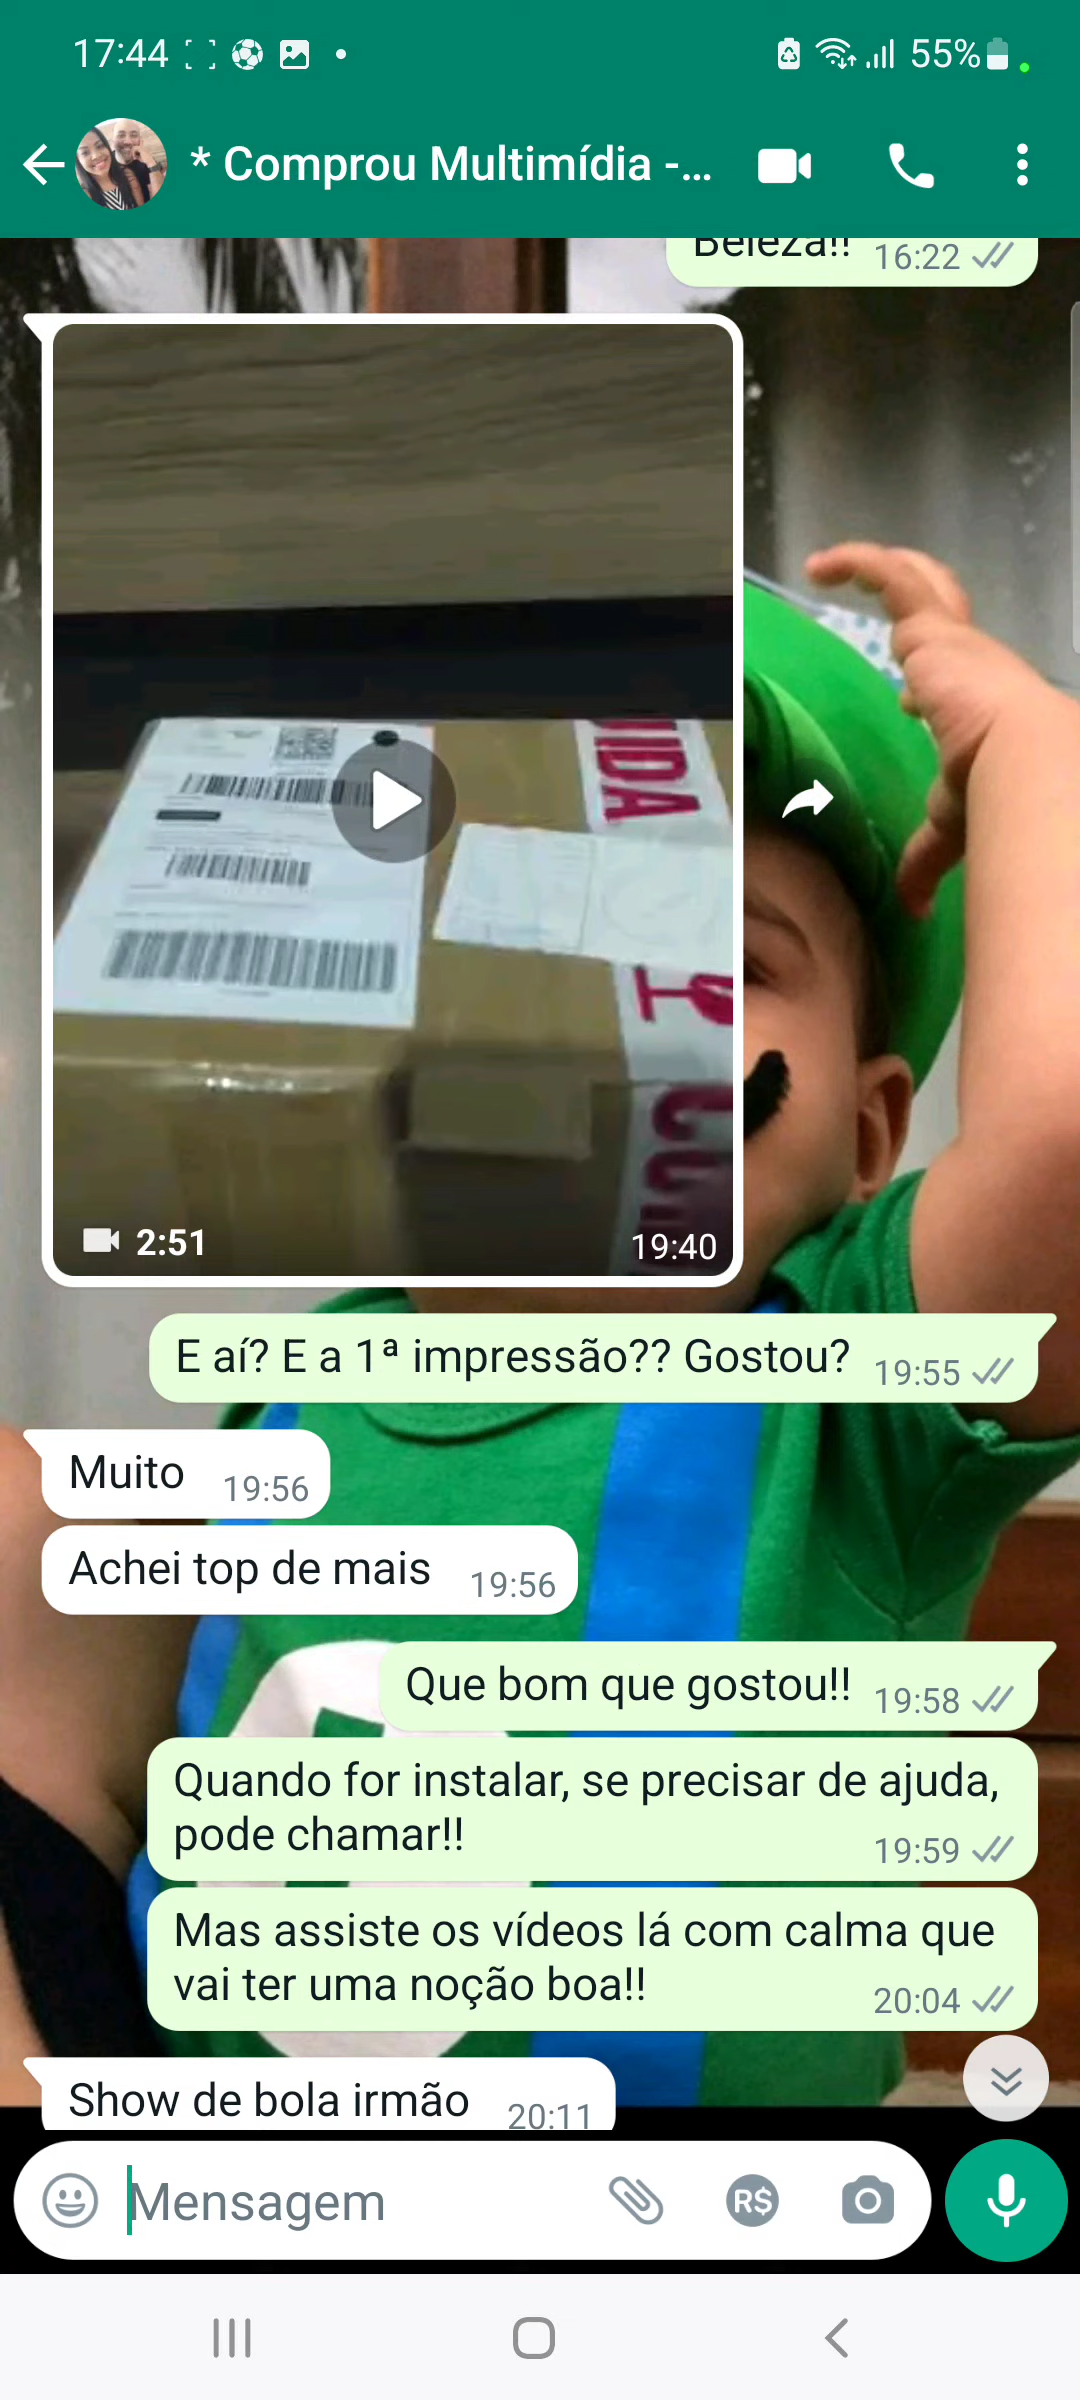 17:44
55%
* Comprou Multimídia -...
Beleza!! 16:22
IDA
2:51
19:40
E aí? E a 1ª impressão?? Gostou? 19:55
Muito 19:56
Achei top de mais 19:56
Que bom que gostou!! 19:58
Quando for instalar, se precisar de ajuda,
pode chamar!! 19:59
Mas assiste os vídeos lá com calma que
vai ter uma noção boa!! 20:04
Show de bola irmão 20:11
Mensagem
R$